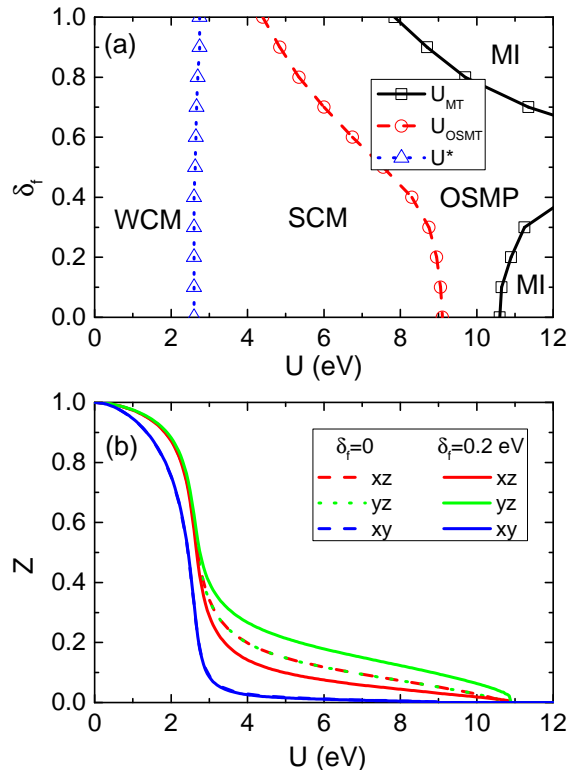 (a)
MI
U_MT
U_OSMT
U*
WCM
SCM
OSMP
MI
δ_f
1.0
0.8
0.6
0.4
0.2
0.0
0 2 4 6 8 10 12
U (eV)
(b)
δ_f=0 δ_f=0.2 eV
xz xz
yz yz
xy xy
Z
1.0
0.8
0.6
0.4
0.2
0.0
0 2 4 6 8 10 12
U (eV)